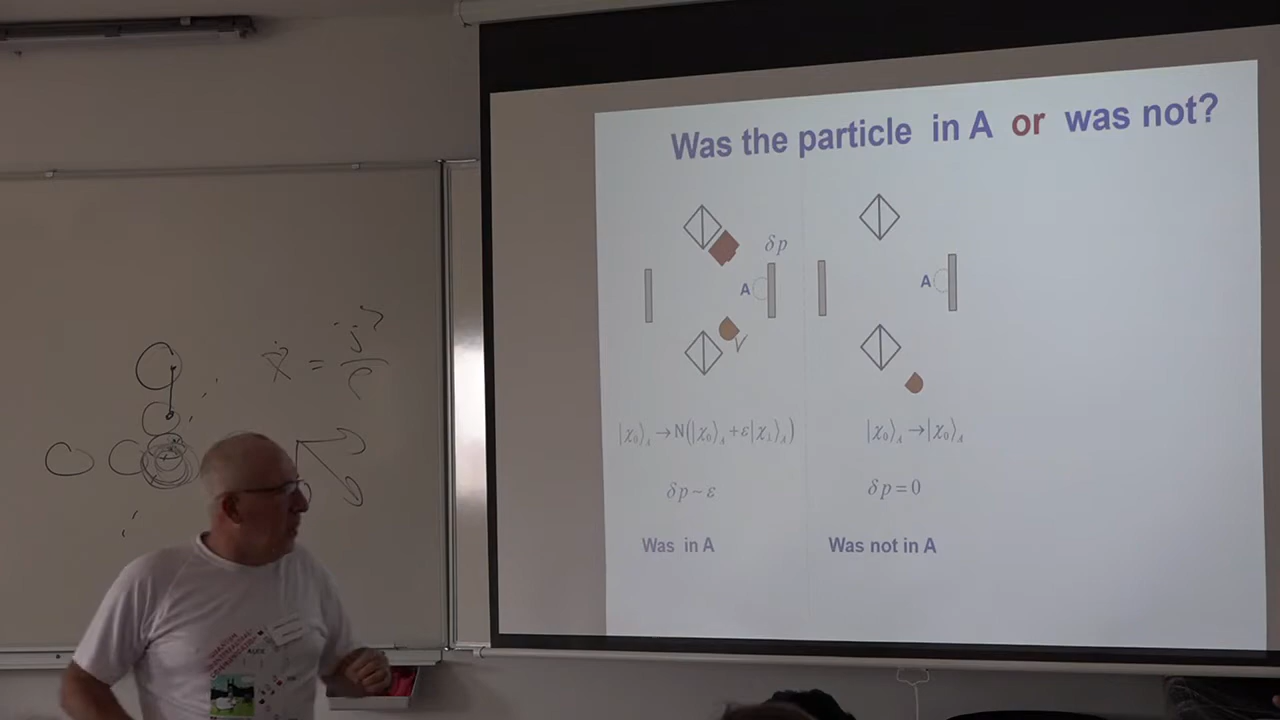 Was the particle in A or was not?
δp
A
A
V
|χ₀⟩_A → N(|χ₀⟩_A + ε|χ⊥⟩_A)
|χ₀⟩_A → |χ₀⟩_A
δp ~ ε
δp = 0
Was in A
Was not in A